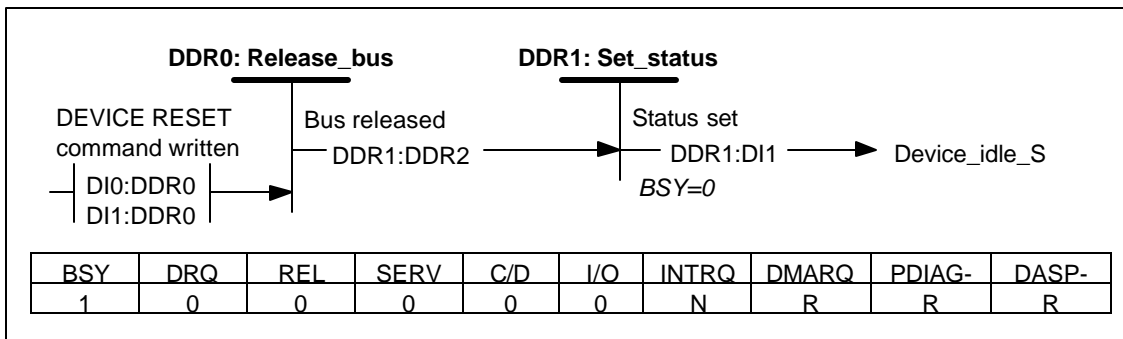 DDR0: Release_bus DDR1: Set_status
DEVICE RESET
command written
Bus released
Status set
DDR1:DDR2
DDR1:DI1
Device_idle_S
DI0:DDR0
DI1:DDR0
BSY=0
BSY DRQ REL SERV C/D I/O INTRQ DMARQ PDIAG- DASP-
1 0 0 0 0 0 N R R R